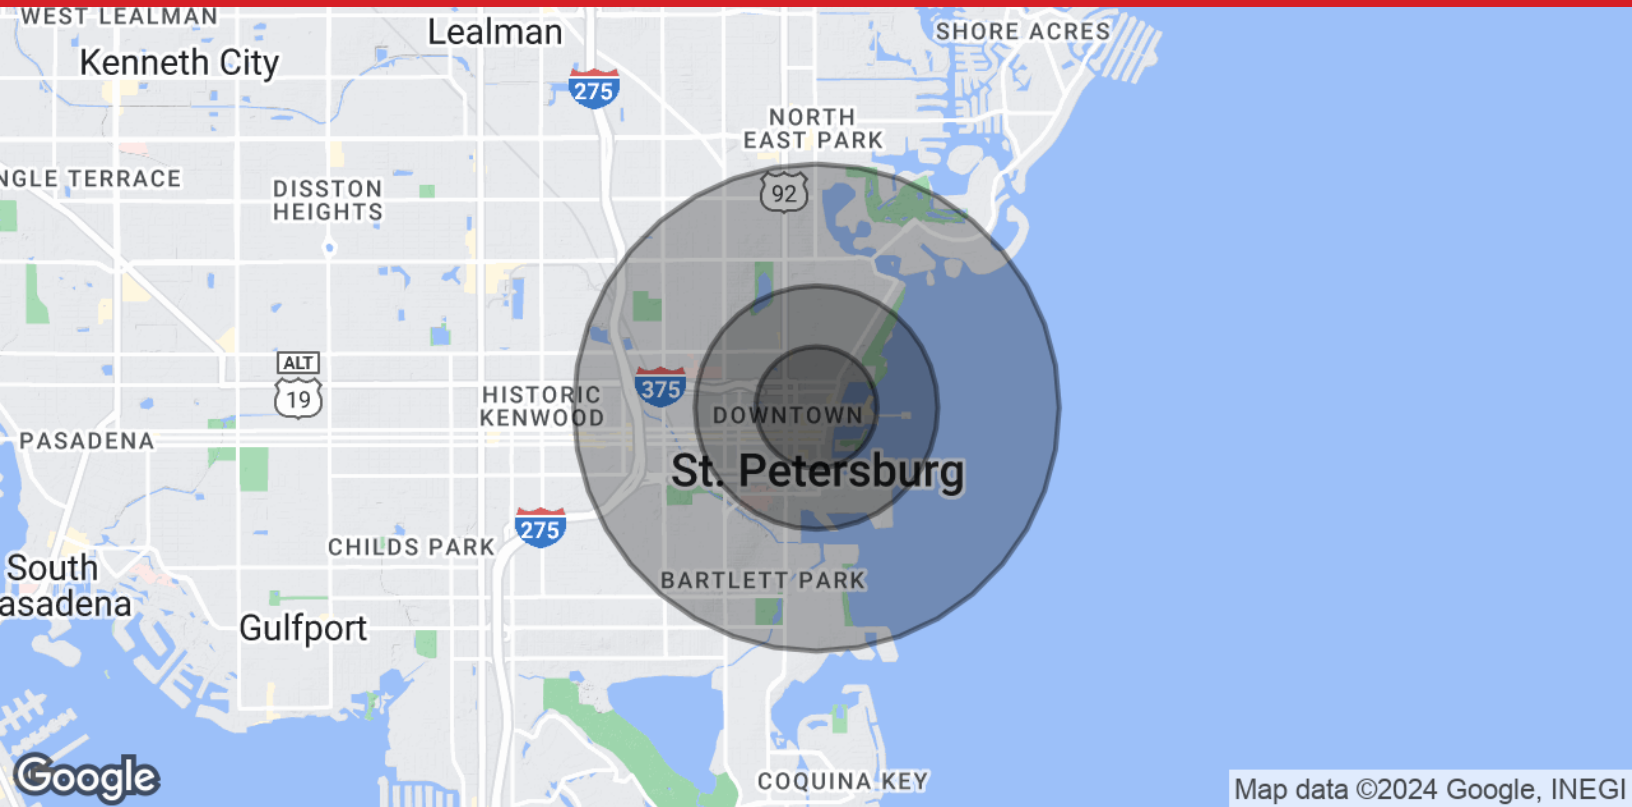 WEST LEALMAN
Lealman
SHORE ACRES
Kenneth City
275
NORTH
EAST PARK
NGLE TERRACE
DISSTON
HEIGHTS
92
ALT
19
375
HISTORIC
KENWOOD
DOWNTOWN
PASADENA
St. Petersburg
275
CHILDS PARK
South
asadena
BARTLETT PARK
Gulfport
COQUINA KEY
Google
Map data ©2024 Google, INEGI